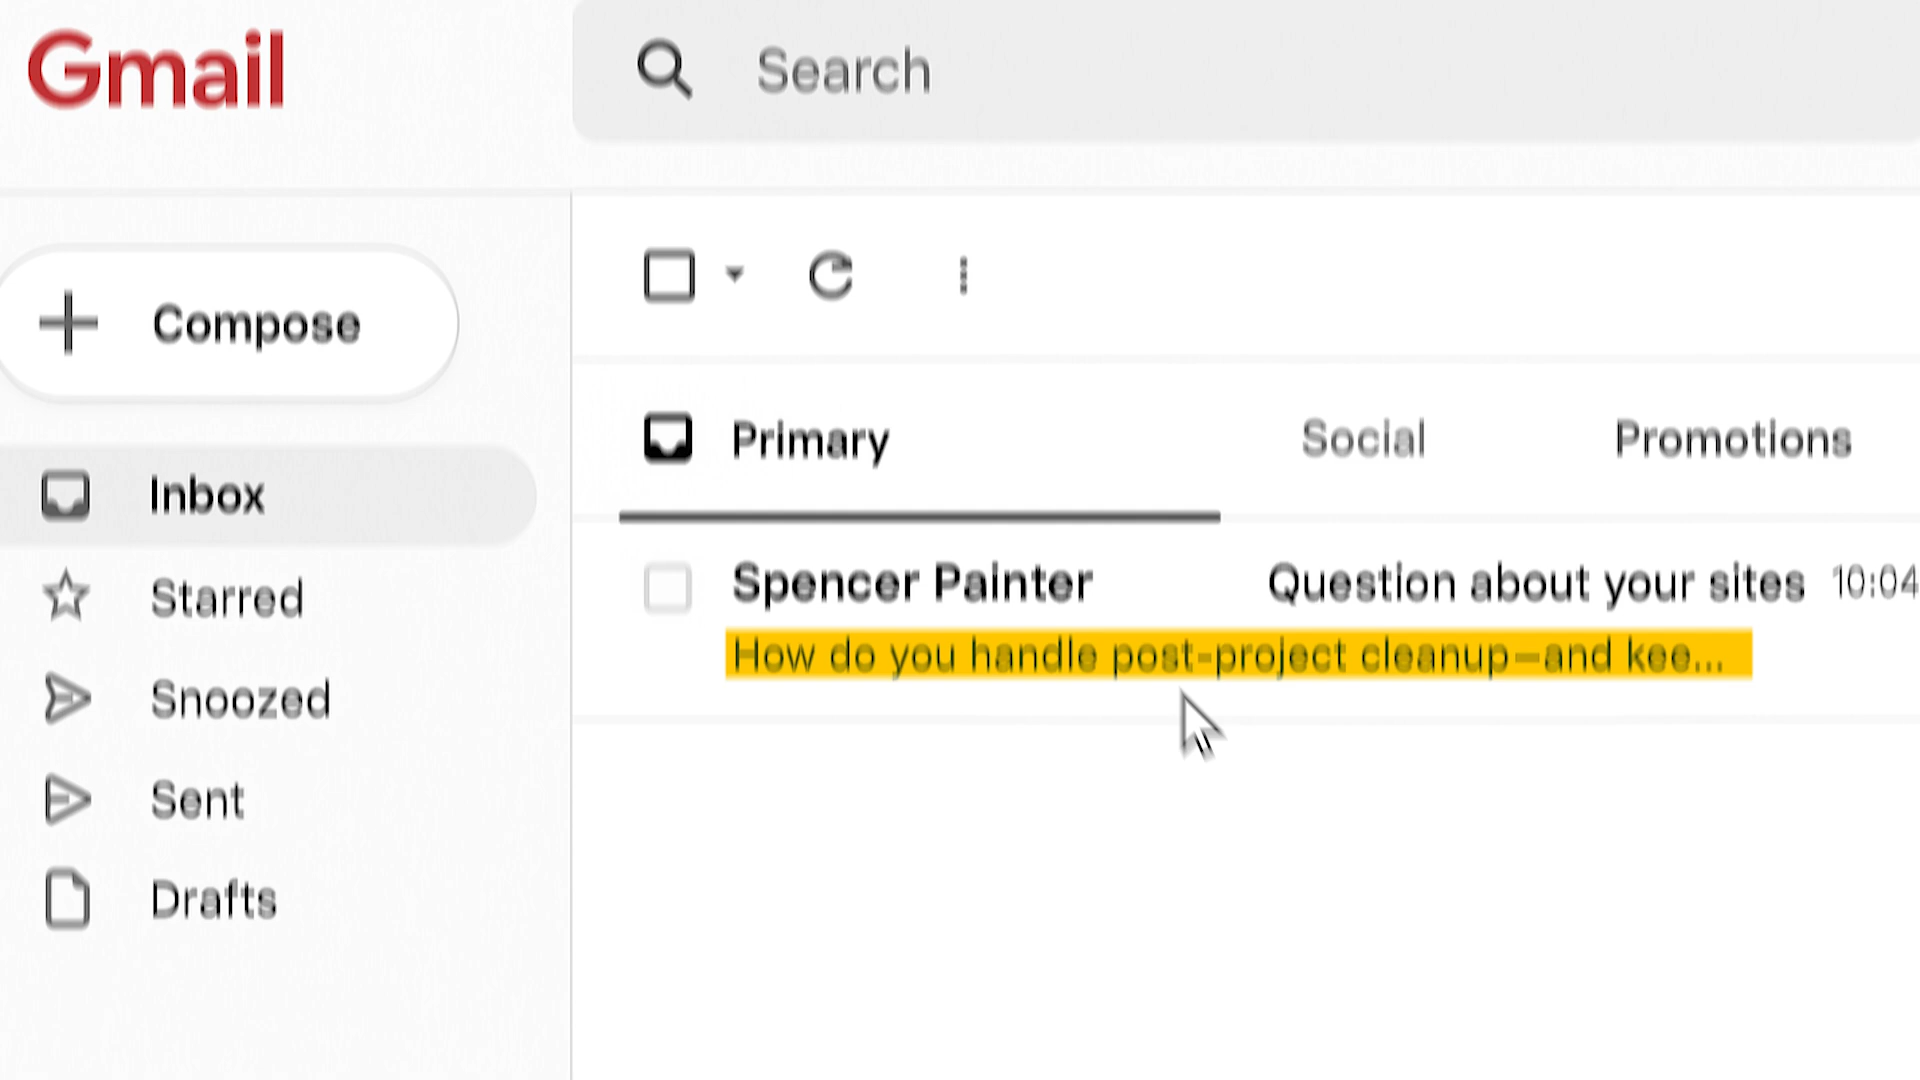 Gmail
Search
Compose
Primary
Social
Promotions
Inbox
Starred
Snoozed
Sent
Drafts
Spencer Painter
Question about your sites
10:04
How do you handle post-project cleanup—and kee...